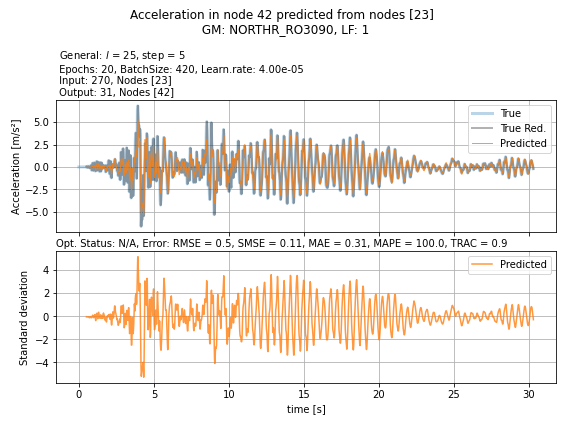 Acceleration in node 42 predicted from nodes [23]
GM: NORTHR_RO3090, LF: 1
General: l = 25, step = 5
Epochs: 20, BatchSize: 420, Learn.rate: 4.00e-05
Input: 270, Nodes [23]
Output: 31, Nodes [42]
Acceleration [m/s²]
5.0
2.5
0.0
−2.5
−5.0
True
True Red.
Predicted
Opt. Status: N/A, Error: RMSE = 0.5, SMSE = 0.11, MAE = 0.31, MAPE = 100.0, TRAC = 0.9
Standard deviation
4
2
0
−2
−4
Predicted
0
5
10
15
20
25
30
time [s]